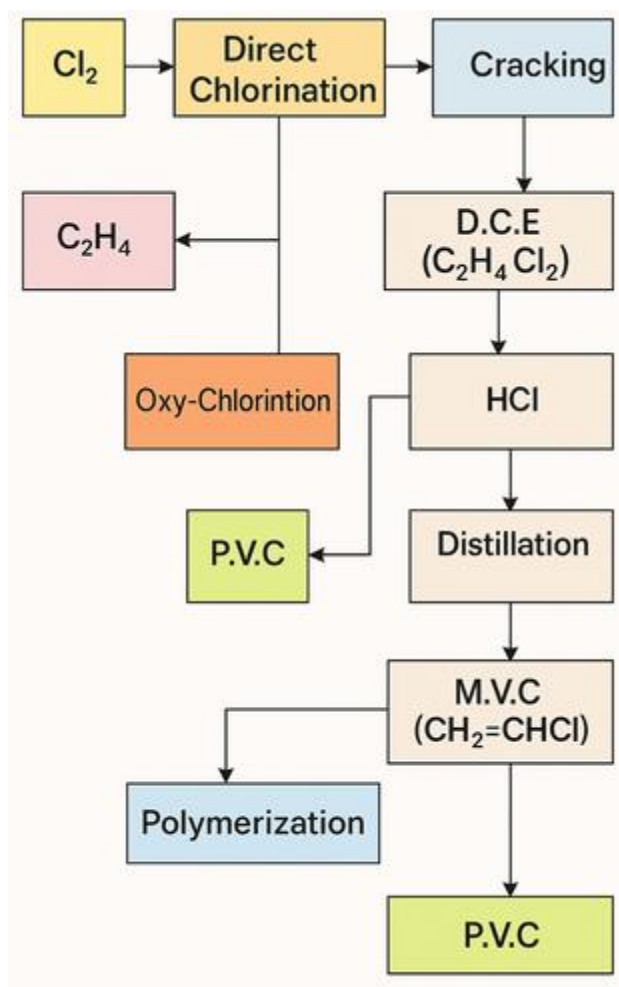 Cl₂
Direct
Chlorination
Cracking
C₂H₄
D.C.E
(C₂H₄ Cl₂)
Oxy-Chlorintion
HCl
P.V.C
Distillation
M.V.C
(CH₂=CHCl)
Polymerization
P.V.C